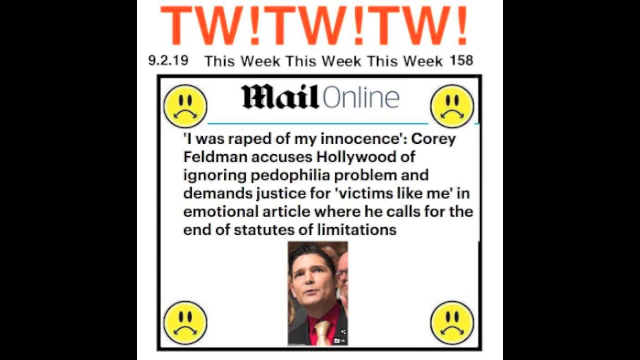 TW!TW!TW!
9.2.19 This Week This Week This Week 158
Mail Online
'I was raped of my innocence': Corey
Feldman accuses Hollywood of
ignoring pedophilia problem and
demands justice for 'victims like me' in
emotional article where he calls for the
end of statutes of limitations